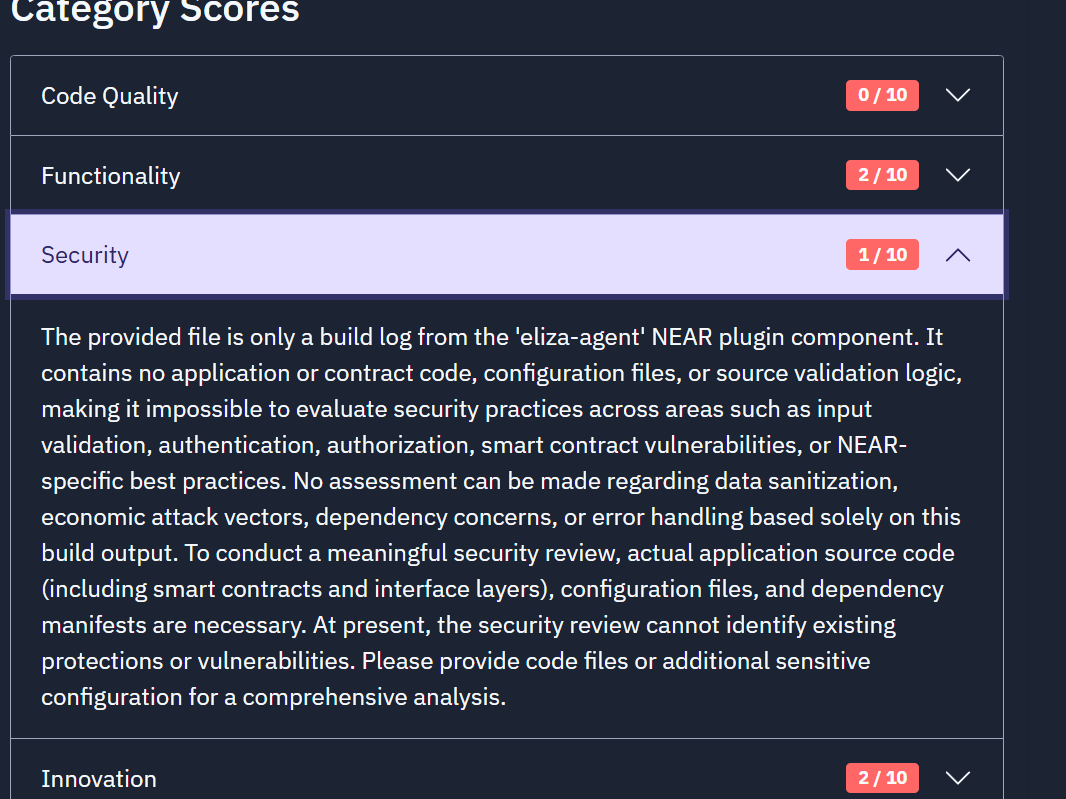 Category Scores
Code Quality
0 / 10
Functionality
2 / 10
Security
1 / 10
The provided file is only a build log from the 'eliza-agent' NEAR plugin component. It
contains no application or contract code, configuration files, or source validation logic,
making it impossible to evaluate security practices across areas such as input
validation, authentication, authorization, smart contract vulnerabilities, or NEAR-
specific best practices. No assessment can be made regarding data sanitization,
economic attack vectors, dependency concerns, or error handling based solely on this
build output. To conduct a meaningful security review, actual application source code
(including smart contracts and interface layers), configuration files, and dependency
manifests are necessary. At present, the security review cannot identify existing
protections or vulnerabilities. Please provide code files or additional sensitive
configuration for a comprehensive analysis.
Innovation
2 / 10